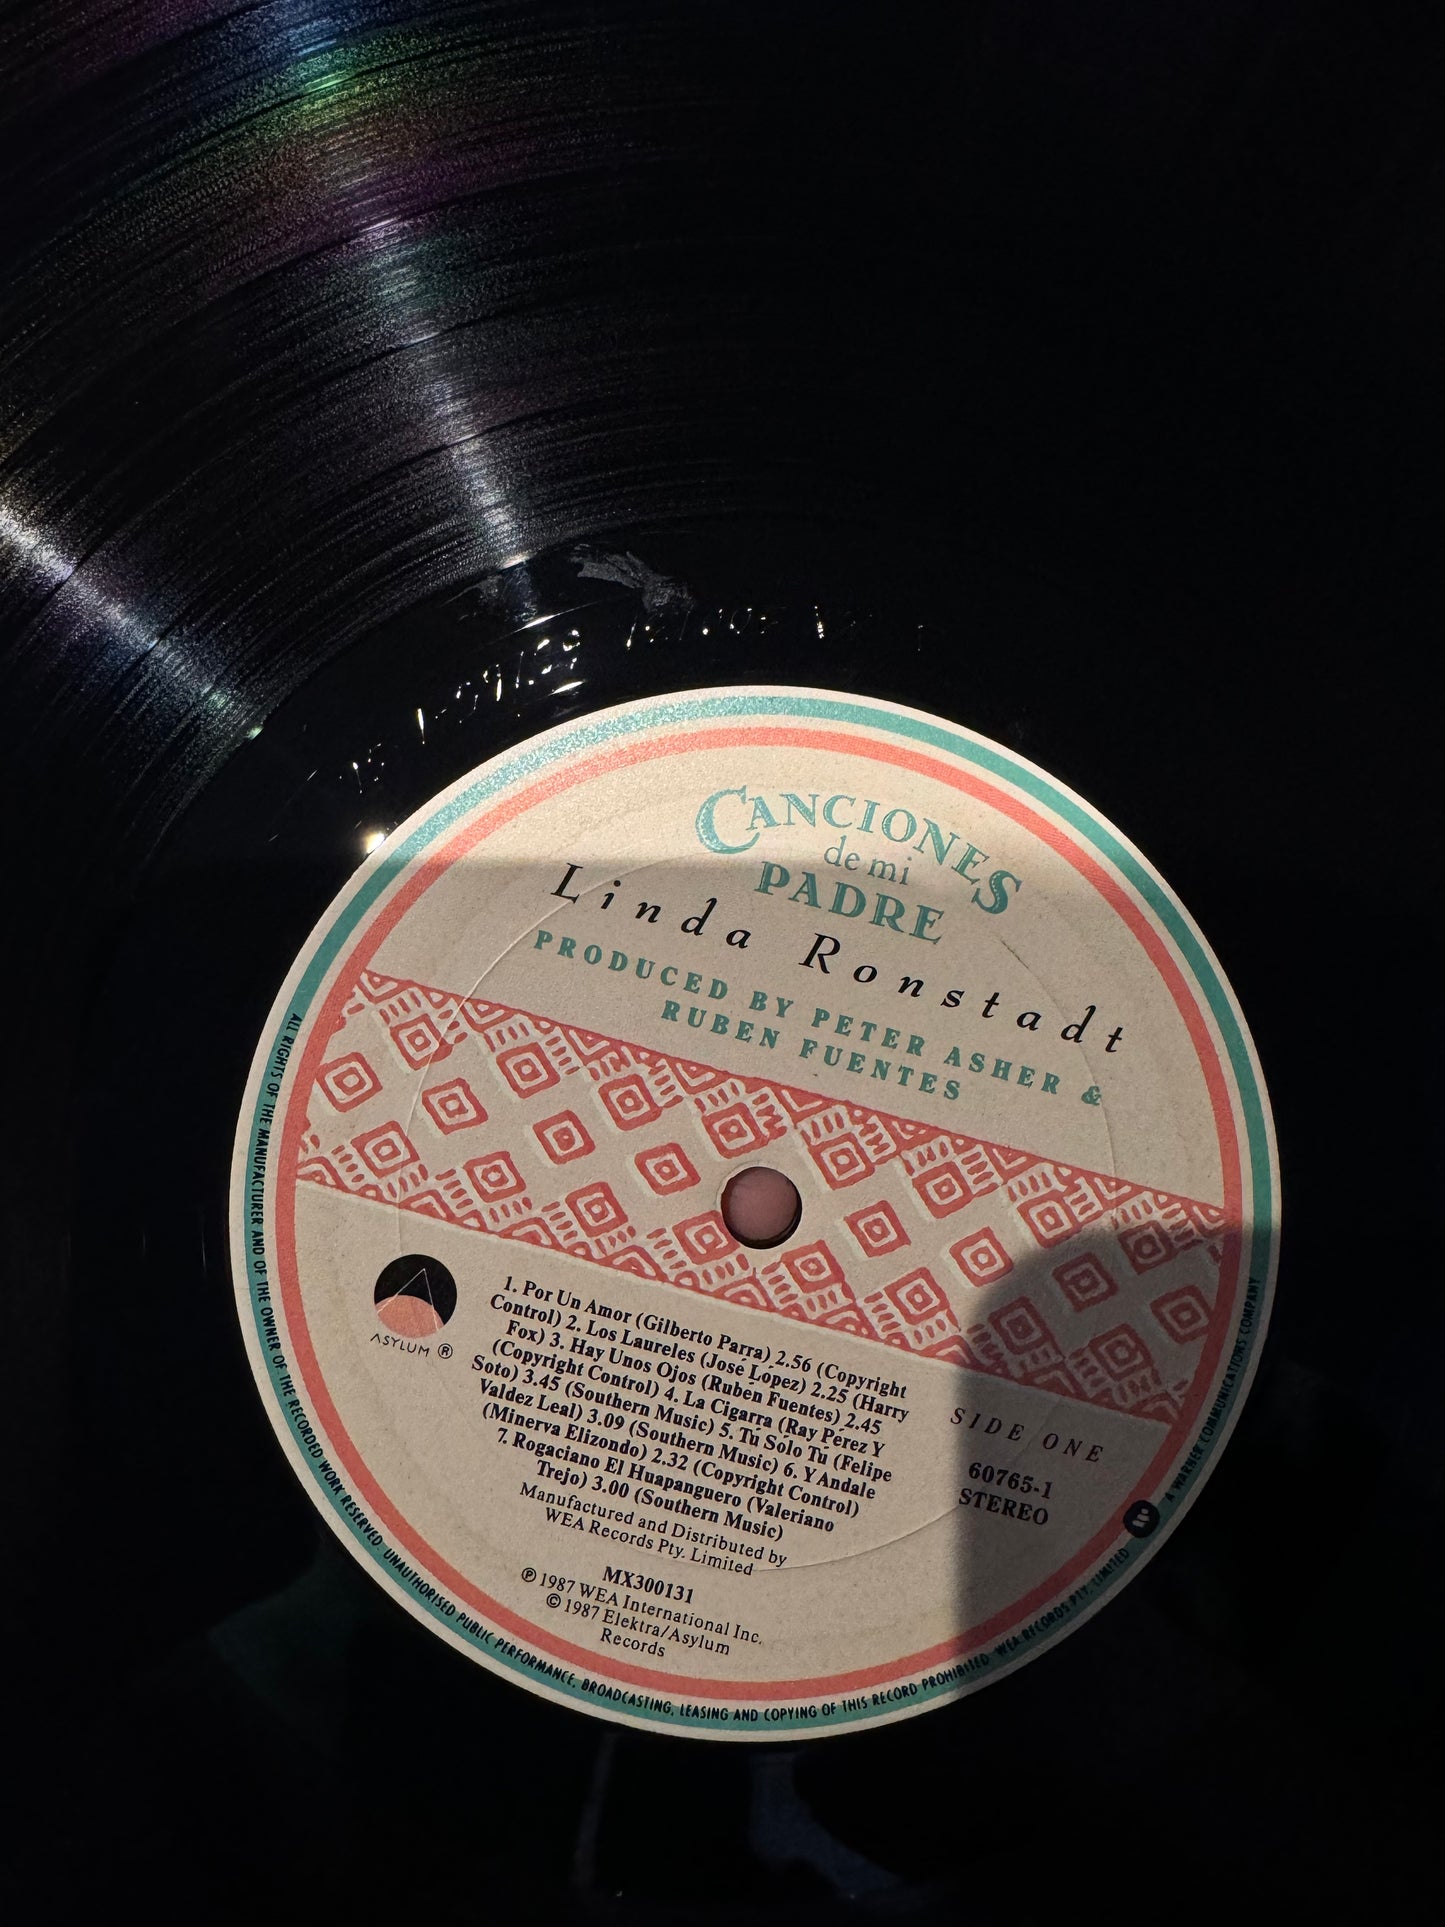 CANCIONES
de mi
PADRE
Linda Ronstadt
PRODUCED BY PETER ASHER &
RUBEN FUENTES
ASYLUM ®
1. Por Un Amor (Gilberto Parra) 2.56 (Copyright
Control) 2. Los Laureles (José López) 2.25 (Harry
Fox) 3. Hay Unos Ojos (Ruben Fuentes) 2.45
(Copyright Control) 4. La Cigarra (Ray Pérez Y
Soto) 3.45 (Southern Music) 5. Tú Sólo Tú (Felipe
Valdez Leal) 3.09 (Southern Music) 6. Y Andale
(Minerva Elizondo) 2.32 (Copyright Control)
7. Rogaciano El Huapanguero (Valeriano
Trejo) 3.00 (Southern Music)
Manufactured and Distributed by
WEA Records Pty. Limited
SIDE ONE
60765-1
STEREO
MX300131
℗ 1987 WEA International Inc.
© 1987 Elektra/Asylum
Records
ALL RIGHTS OF THE MANUFACTURER AND OF THE OWNER OF THE RECORDED WORK RESERVED. UNAUTHORISED PUBLIC PERFORMANCE, BROADCASTING, LEASING AND COPYING OF THIS RECORD PROHIBITED. WEA RECORDS PTY. LIMITED
A WARNER COMMUNICATIONS COMPANY